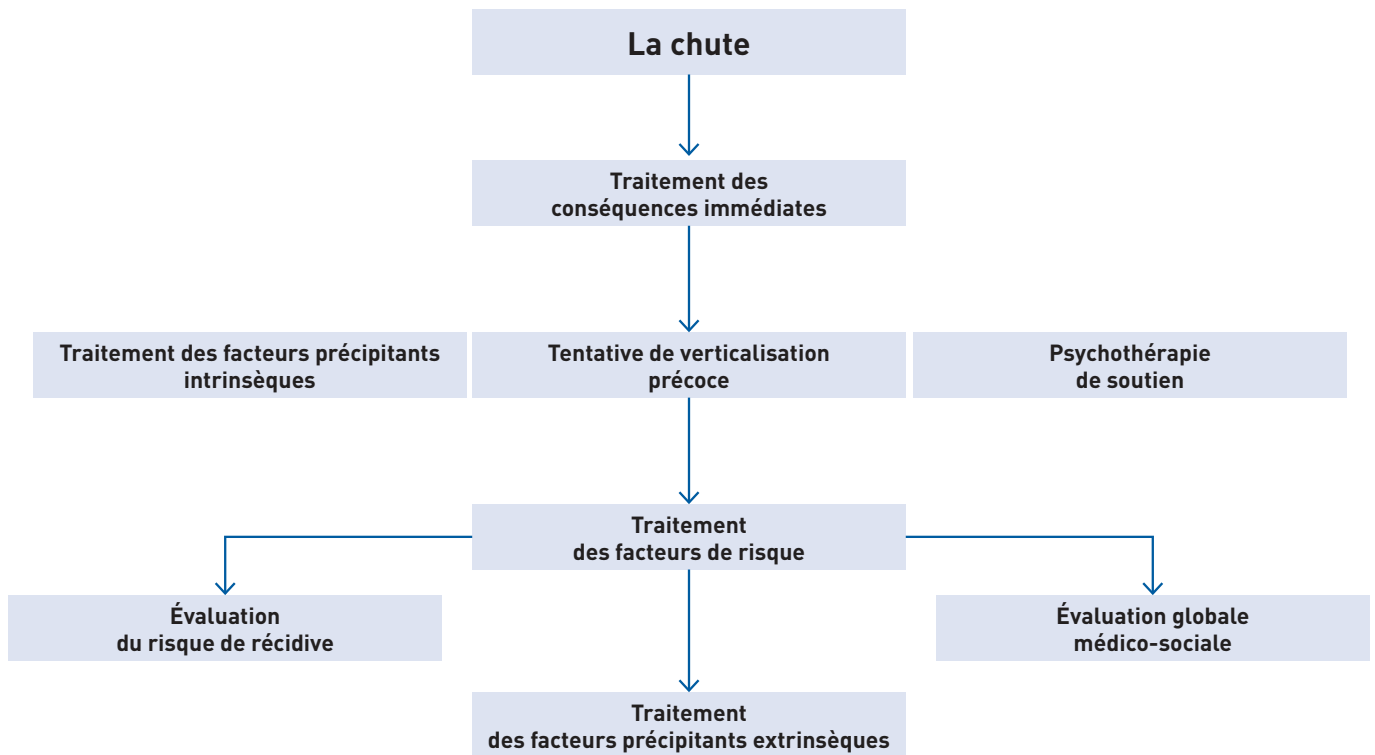 La chute
Traitement des
conséquences immédiates
Traitement des facteurs précipitants
intrinsèques
Tentative de verticalisation
précoce
Psychothérapie
de soutien
Traitement
des facteurs de risque
Évaluation
du risque de récidive
Évaluation globale
médico-sociale
Traitement
des facteurs précipitants extrinsèques